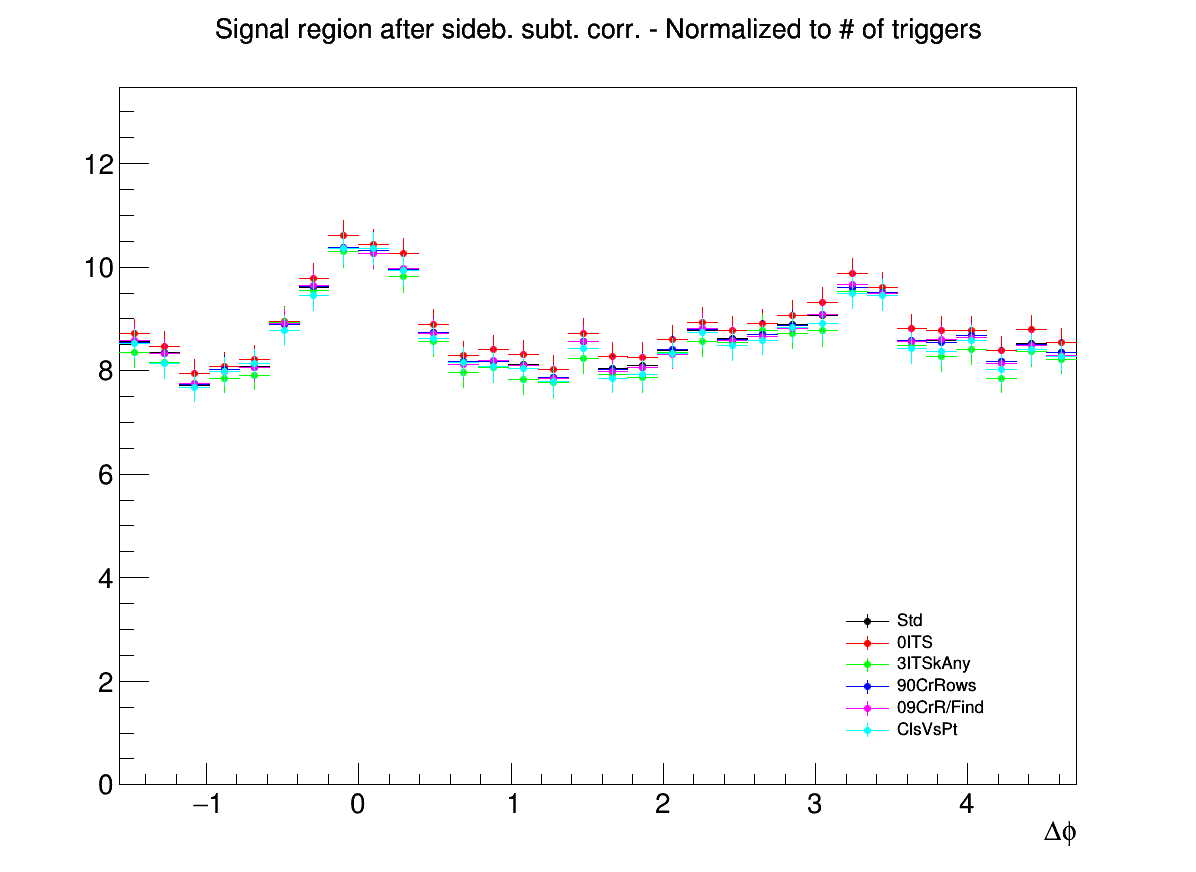 Signal region after sideb. subt. corr. - Normalized to # of triggers
12
10
8
6
4
2
0
Std
0ITS
3ITSkAny
90CrRows
09CrR/Find
ClsVsPt
−1 0 1 2 3 4
Δϕ